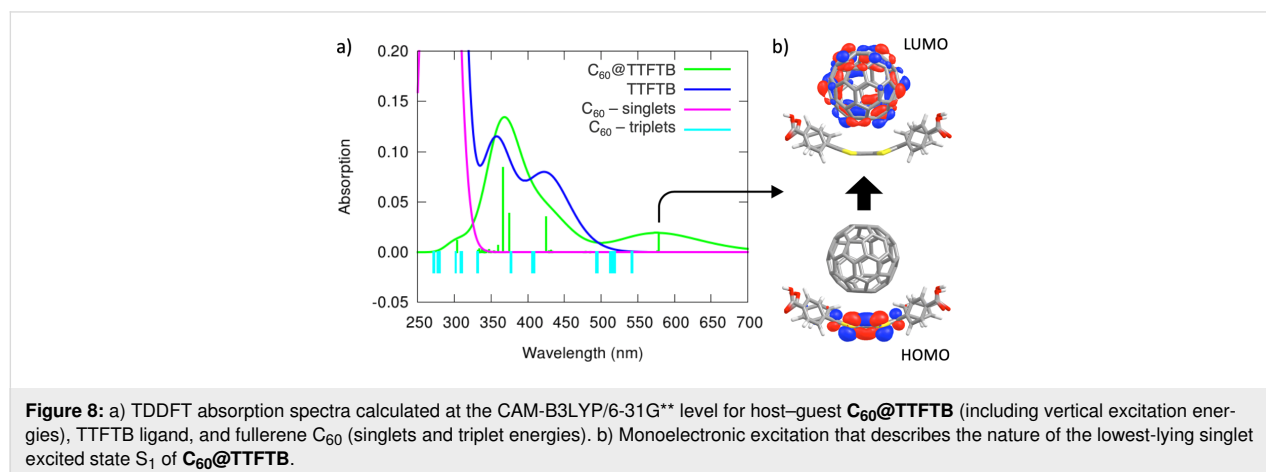 a)
b)
LUMO
0.20
C60@TTFTB
TTFTB
C60 – singlets
C60 – triplets
0.15
0.10
0.05
0.00
-0.05
Absorption
250 300 350 400 450 500 550 600 650 700
Wavelength (nm)
HOMO
Figure 8: a) TDDFT absorption spectra calculated at the CAM-B3LYP/6-31G** level for host–guest C60@TTFTB (including vertical excitation ener-
gies), TTFTB ligand, and fullerene C60 (singlets and triplet energies). b) Monoelectronic excitation that describes the nature of the lowest-lying singlet
excited state S1 of C60@TTFTB.